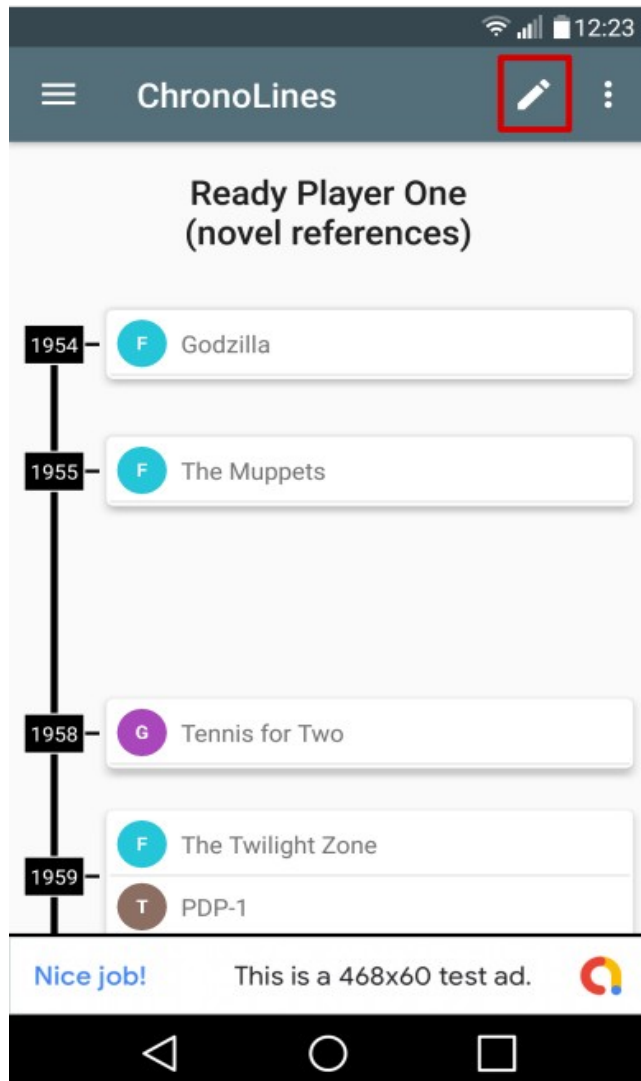 12:23
ChronoLines
Ready Player One
(novel references)
1954
F Godzilla
1955
F The Muppets
1958
G Tennis for Two
F The Twilight Zone
1959
T PDP-1
Nice job! This is a 468x60 test ad.